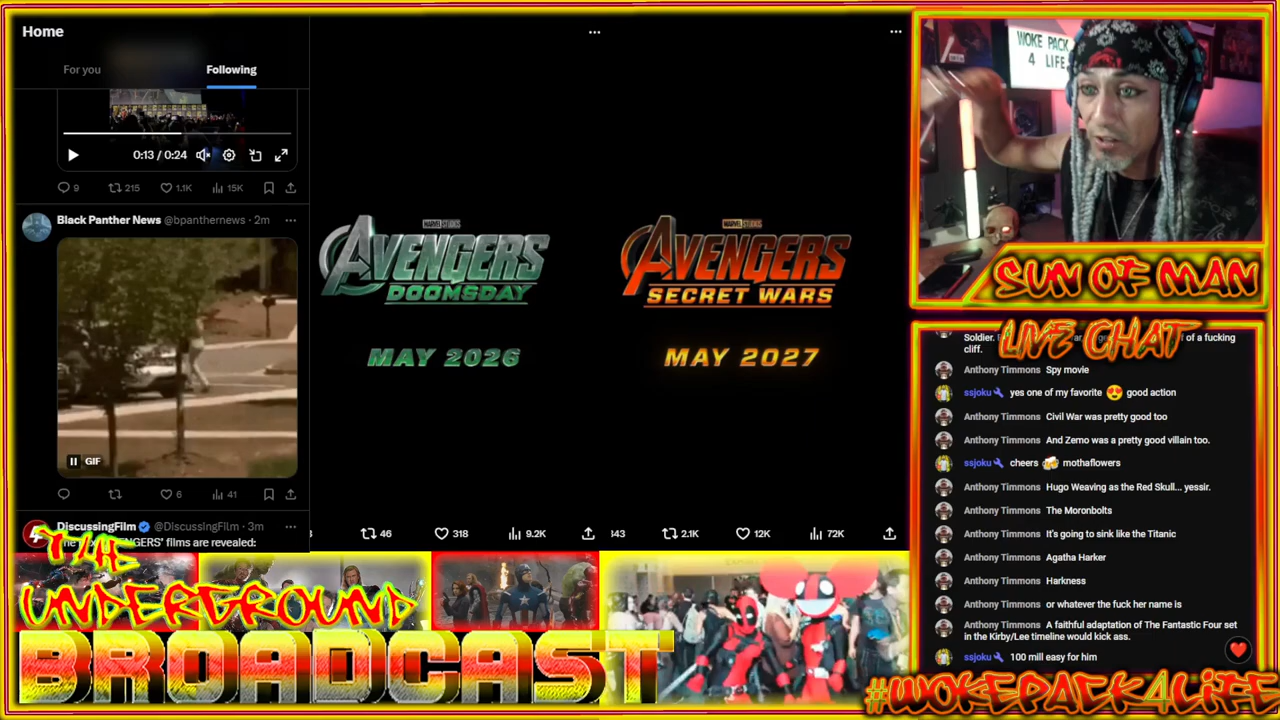 Home
For you
Following
0:13 / 0:24
9
215
1.1K
15K
Black Panther News @bpanthernews · 2m
GIF
6
41
DiscussingFilm @DiscussingFilm · 3m
AVENGERS' films are revealed:
MARVEL STUDIOS
AVENGERS
DOOMSDAY
MAY 2026
46
318
9.2K
MARVEL STUDIOS
AVENGERS
SECRET WARS
MAY 2027
343
2.1K
12K
72K
WOKE PACK
4 LIFE
SUN OF MAN
LIVE CHAT
Soldier.
of a fucking
cliff.
Anthony Timmons Spy movie
ssjoku yes one of my favorite 😍 good action
Anthony Timmons Civil War was pretty good too
Anthony Timmons And Zemo was a pretty good villain too.
ssjoku cheers 🍻 mothaflowers
Anthony Timmons Hugo Weaving as the Red Skull... yessir.
Anthony Timmons The Moronbolts
Anthony Timmons It's going to sink like the Titanic
Anthony Timmons Agatha Harker
Anthony Timmons Harkness
Anthony Timmons or whatever the fuck her name is
Anthony Timmons A faithful adaptation of The Fantastic Four set
in the Kirby/Lee timeline would kick ass.
ssjoku 100 mill easy for him
THE
UNDERGROUND
BROADCAST
#WOKEPACK4LIFE